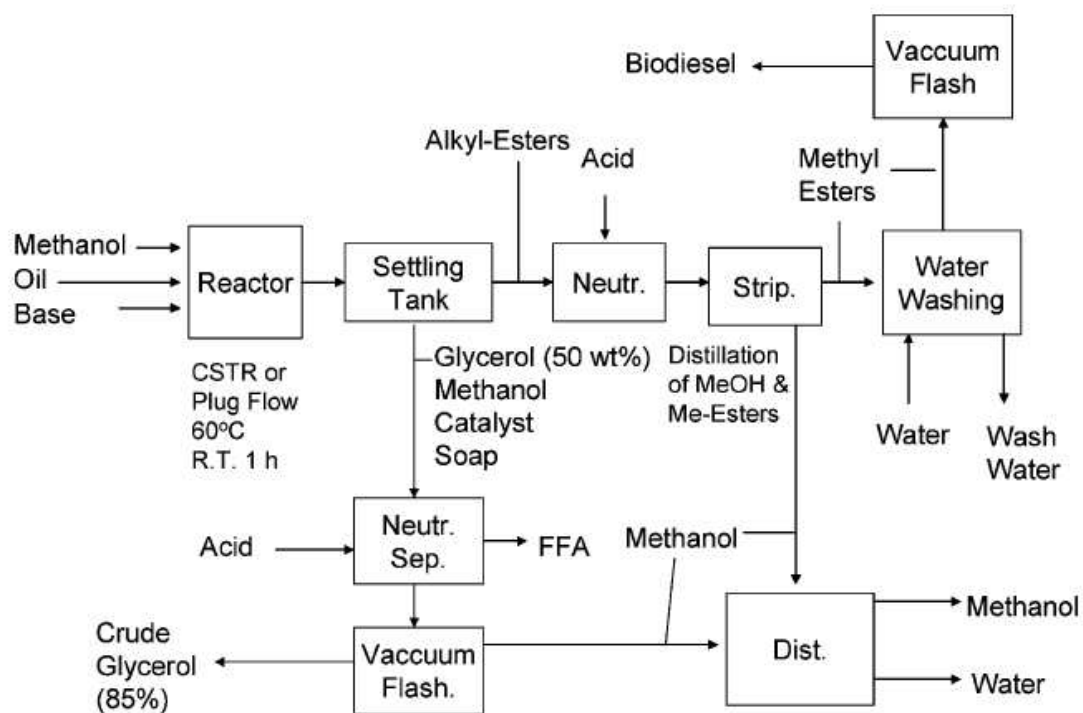 Biodiesel
Vaccuum
Flash
Alkyl-Esters
Acid
Methyl
Esters
Methanol
Oil
Base
Reactor
Settling
Tank
Neutr.
Strip.
Water
Washing
CSTR or
Plug Flow
60ºC
R.T. 1 h
Glycerol (50 wt%)
Methanol
Catalyst
Soap
Distillation
of MeOH &
Me-Esters
Water
Wash
Water
Acid
Neutr.
Sep.
FFA
Methanol
Crude
Glycerol
(85%)
Vaccuum
Flash.
Dist.
Methanol
Water